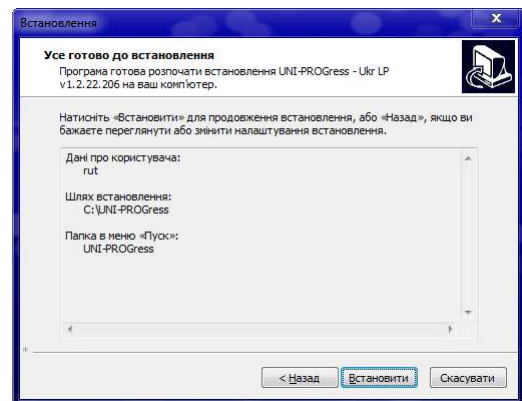 Встановлення
Усе готово до встановлення
Програма готова розпочати встановлення UNI-PROGress - Ukr LP
v1.2.22.206 на ваш комп'ютер.
Натисніть «Встановити» для продовження встановлення, або «Назад», якщо ви
бажаєте переглянути або змінити налаштування встановлення.
Дані про користувача:
rut
Шлях встановлення:
C:\UNI-PROGress
Папка в меню «Пуск»:
UNI-PROGress
< Назад Встановити Скасувати